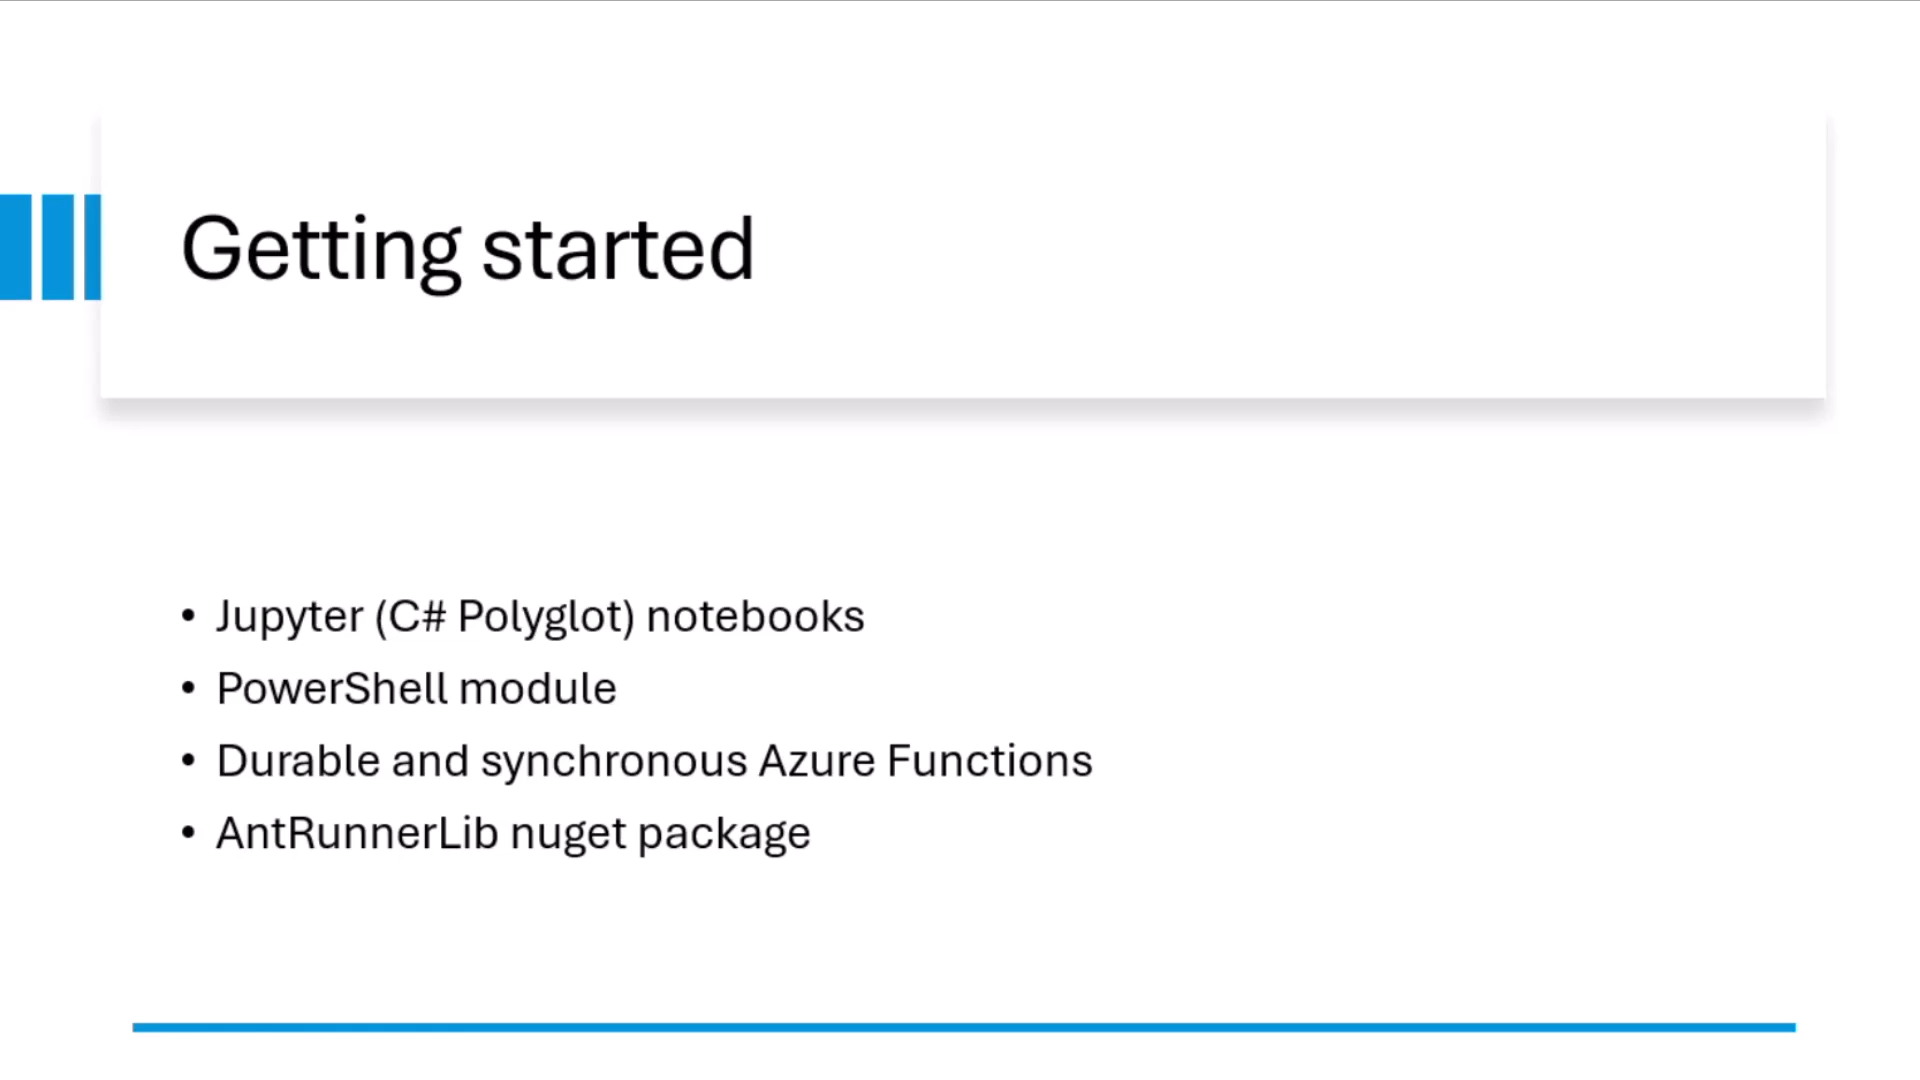 Getting started
• Jupyter (C# Polyglot) notebooks
• PowerShell module
• Durable and synchronous Azure Functions
• AntRunnerLib nuget package